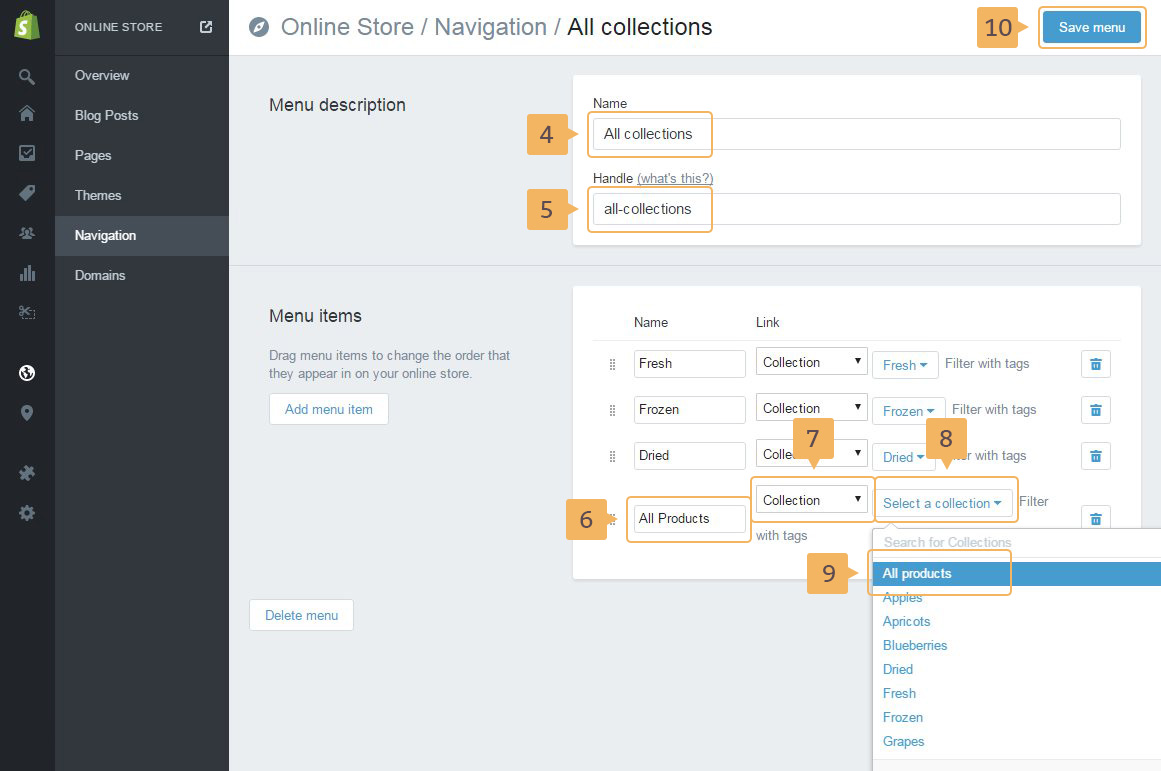 ONLINE STORE
Overview
Blog Posts
Pages
Themes
Navigation
Domains
Online Store / Navigation / All collections
10
Save menu
Menu description
Name
4
All collections
Handle (what's this?)
5
all-collections
Menu items
Drag menu items to change the order that
they appear in on your online store.
Add menu item
Name Link
Fresh Collection Fresh Filter with tags
Frozen Collection Frozen Filter with tags
7
8
Dried Dried with tags
6
All Products
Collection
Select a collection
Filter
with tags
Search for Collections
9
All products
Apples
Apricots
Blueberries
Dried
Fresh
Frozen
Grapes
Delete menu